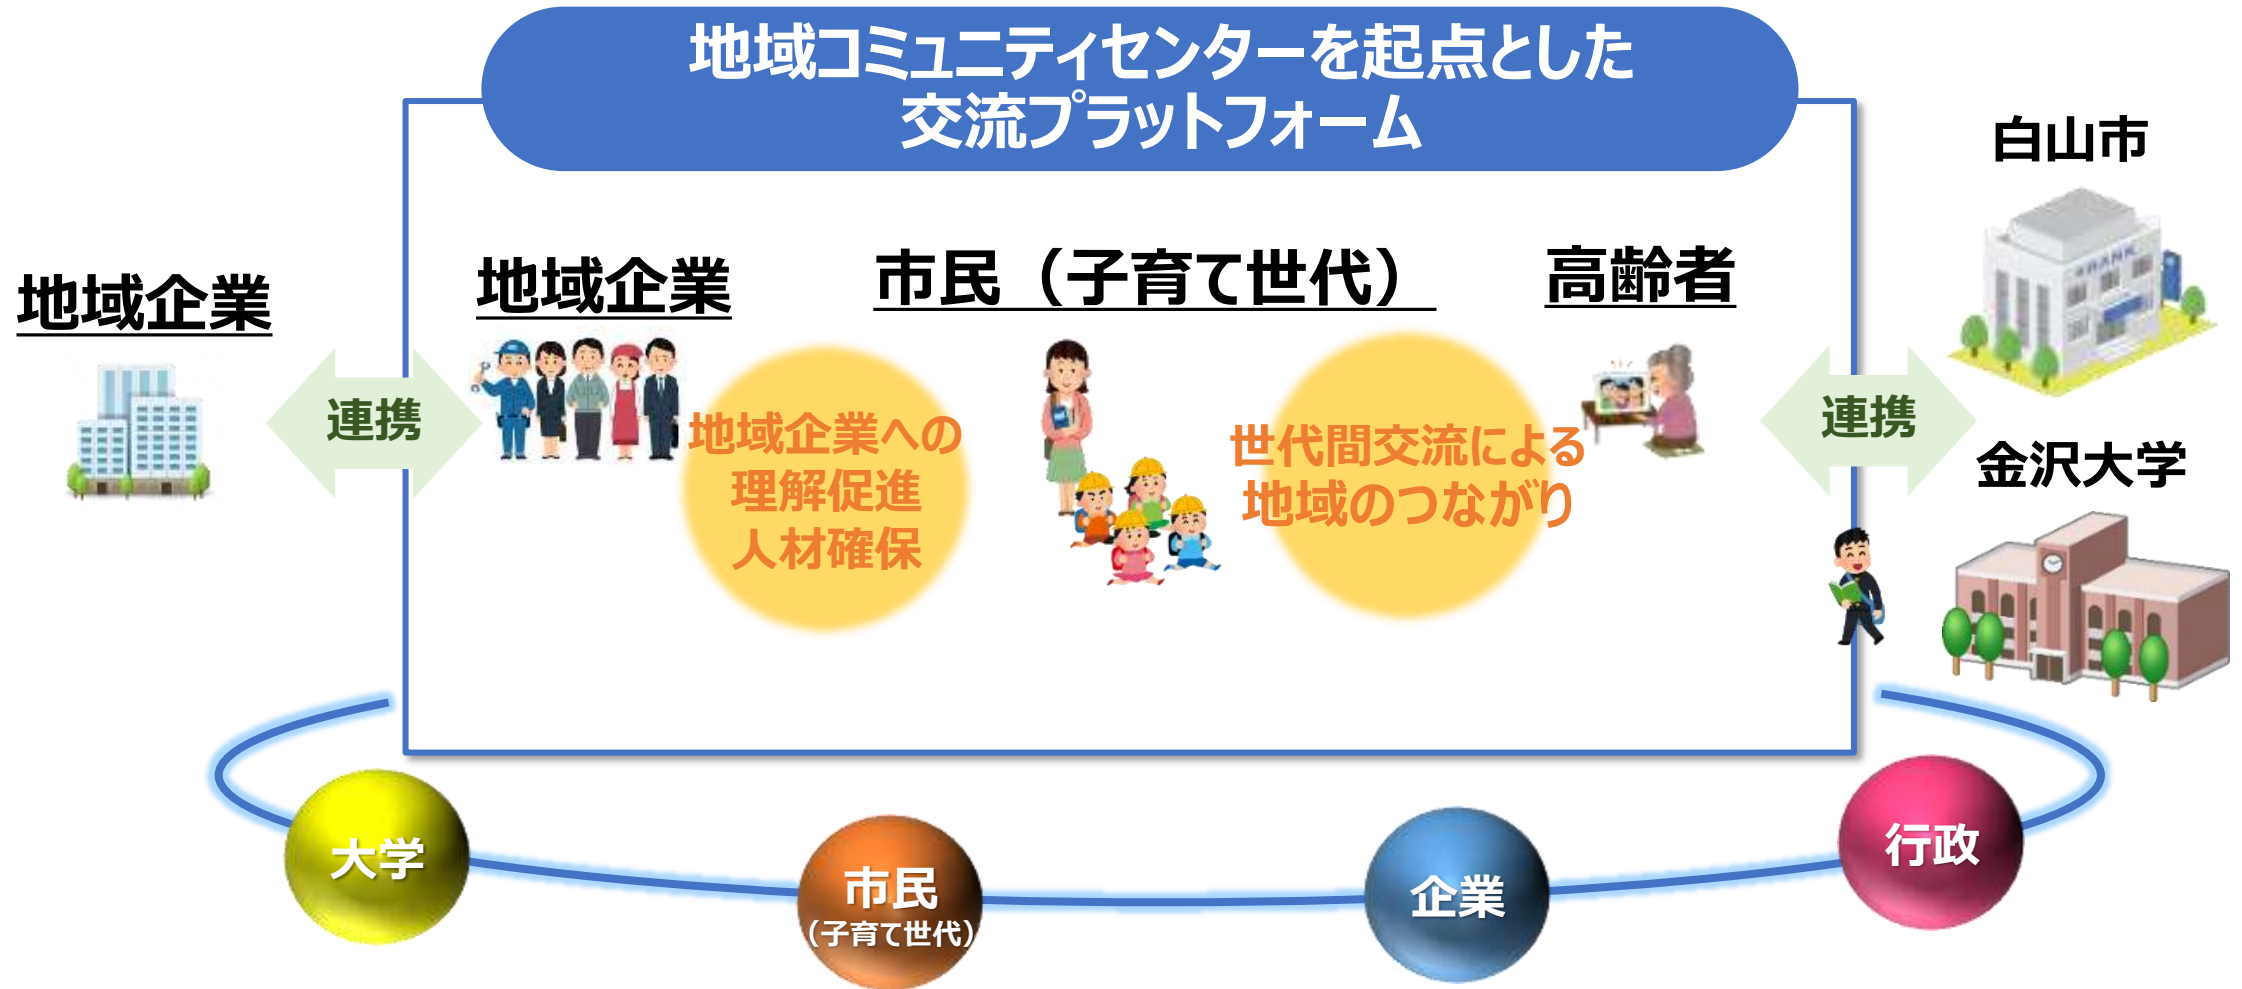 地域コミュニティセンターを起点とした
交流プラットフォーム
白山市
地域企業
地域企業
市民（子育て世代）
高齢者
BANK
連携
地域企業への
理解促進
人材確保
世代間交流による
地域のつながり
連携
金沢大学
大学
市民
（子育て世代）
企業
行政